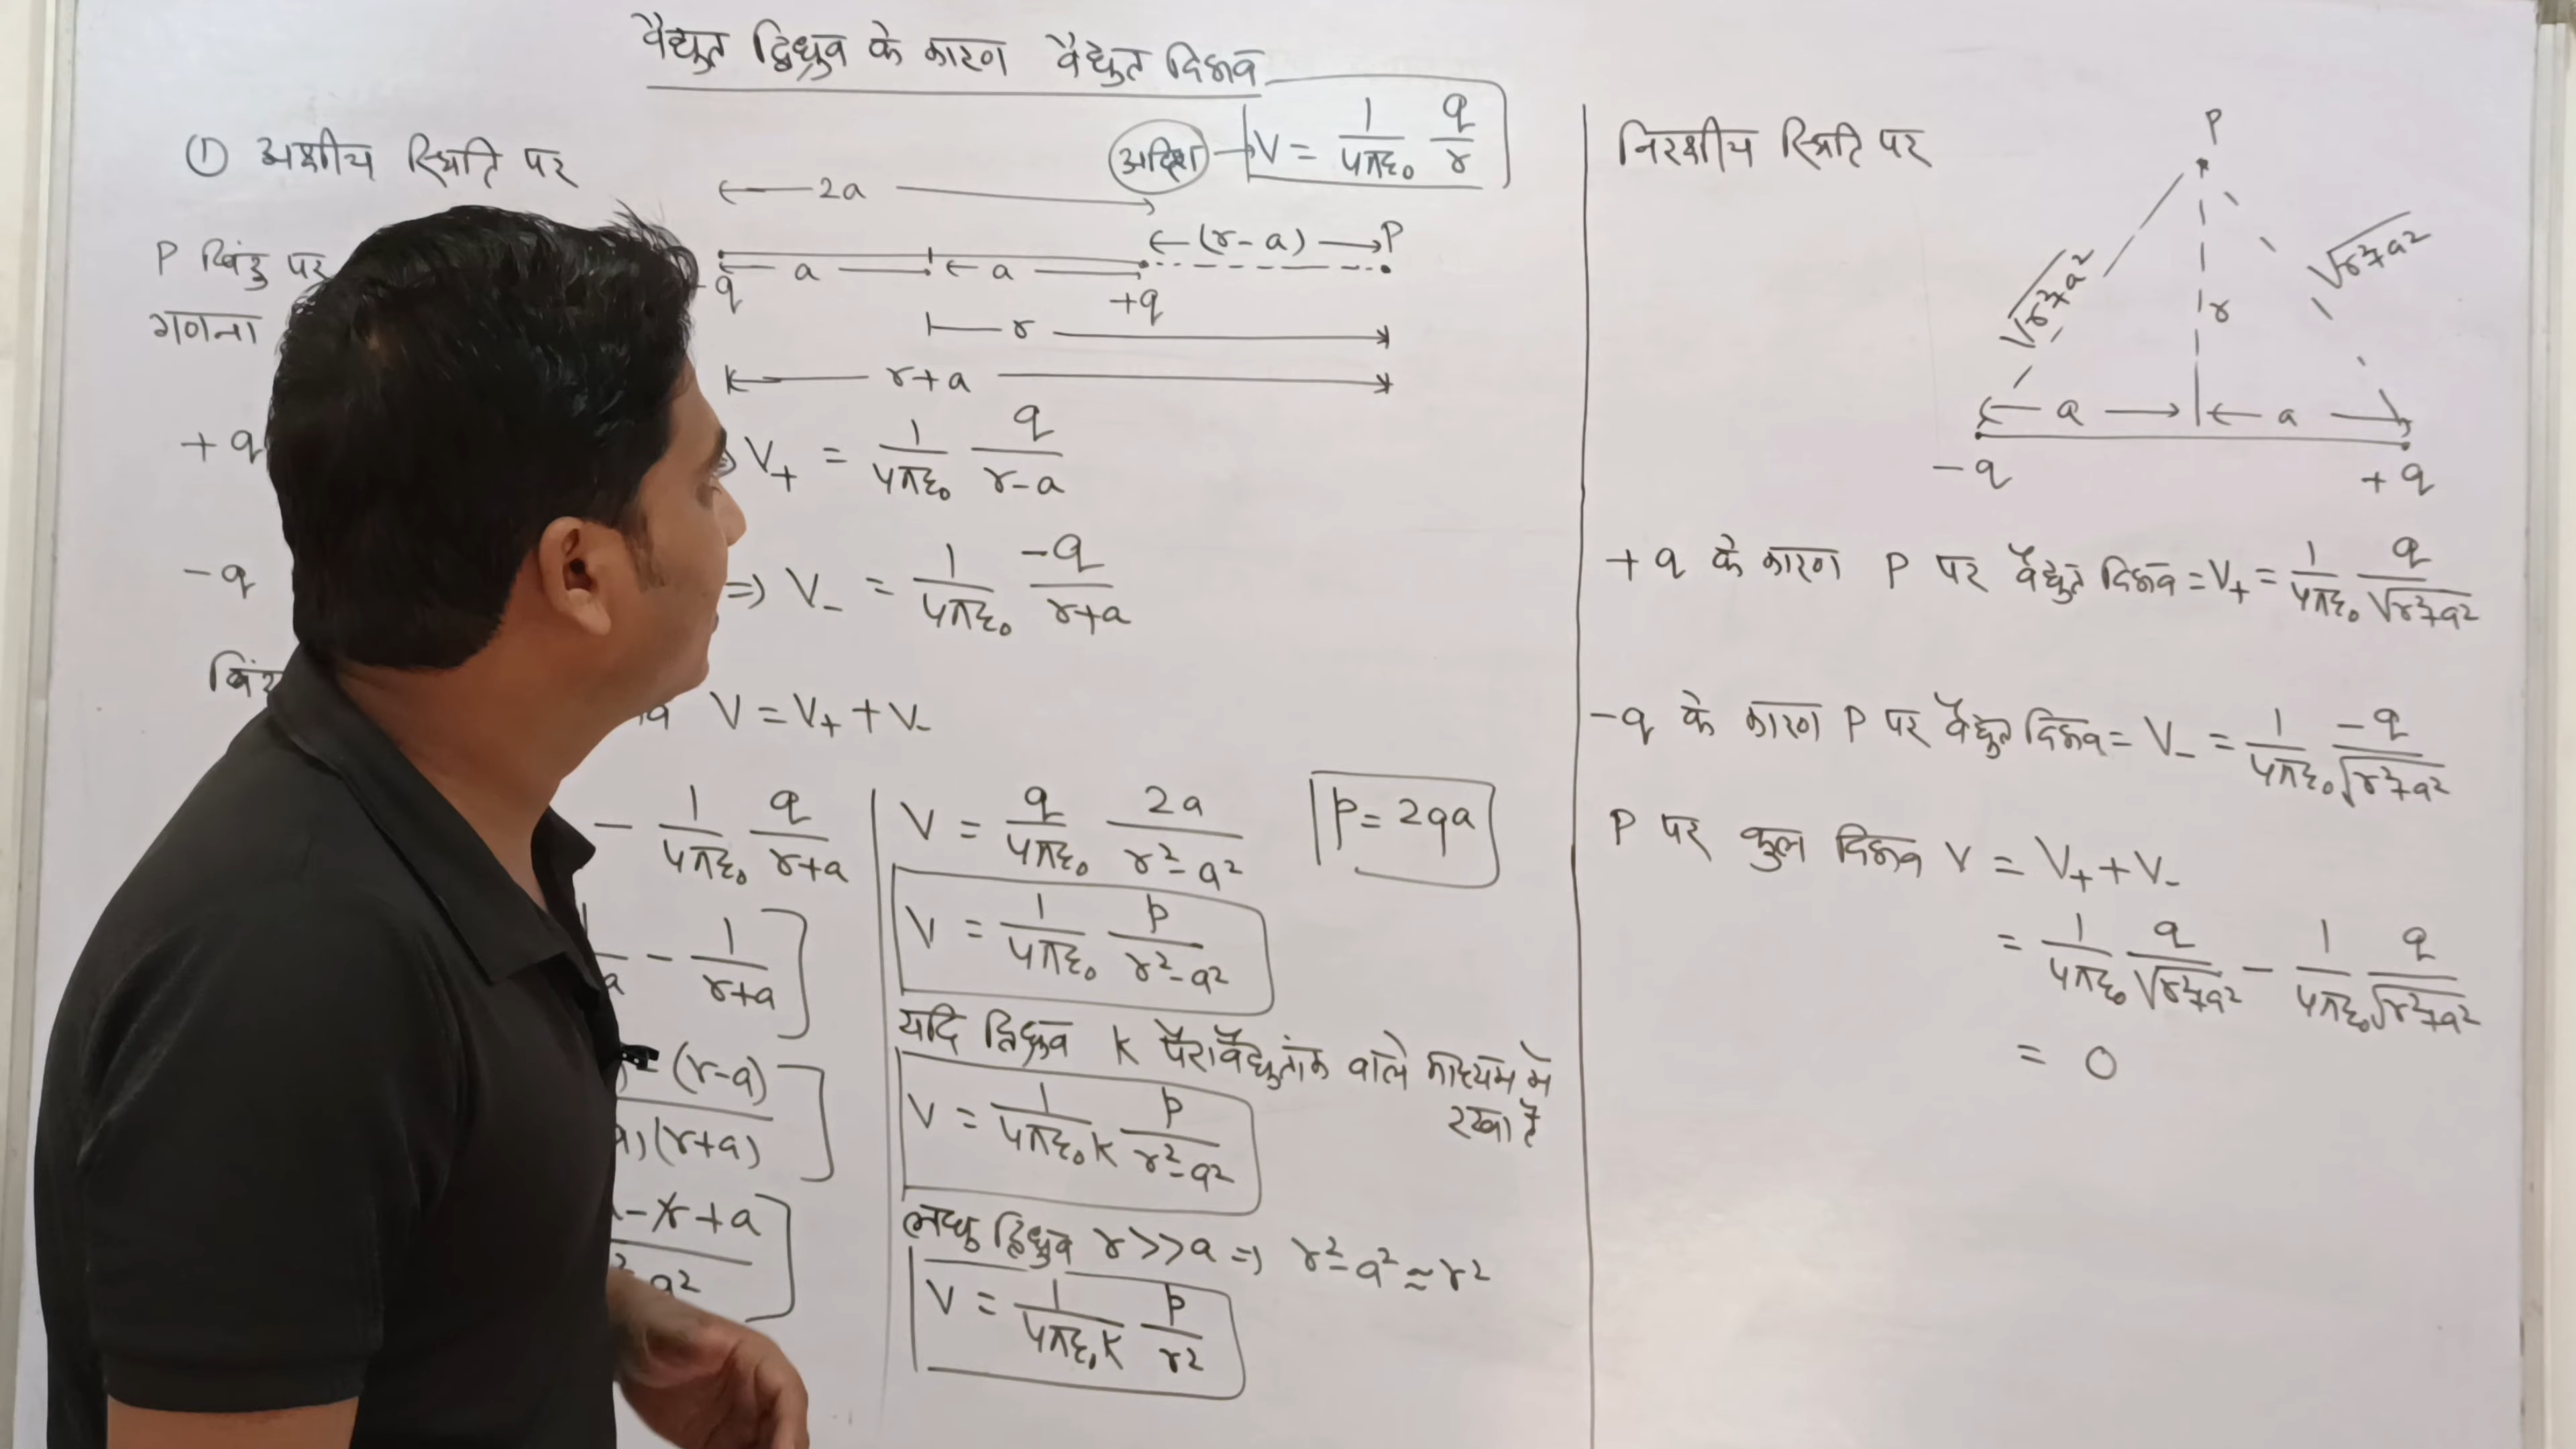 वैद्युत द्विध्रुव के कारण वैद्युत विभव
अदिश → V = 1/4πε₀ q/r
① अक्षीय स्थिति पर
2a
(r-a) P
P बिंदु पर
a a
-q +q
गणना
r
r+a
+q ⇒ V₊ = 1/4πε₀ q/r-a
-q ⇒ V₋ = 1/4πε₀ -q/r+a
V = V₊ + V₋
- 1/4πε₀ q/r+a
- 1/r+a ]
- (r-a)
(r+a) ]
-r+a
a² ]
V = q/4πε₀ 2a/r²-a²
p = 2qa
V = 1/4πε₀ p/r²-a²
यदि द्विध्रुव K पैरावैद्युतांक वाले माध्यम में
रखा है
V = 1/4πε₀K p/r²-a²
लघु द्विध्रुव r>>a ⇒ r²-a² ≈ r²
V = 1/4πε₀K p/r²
निरक्षीय स्थिति पर
P
√r²+a² √r²+a²
r
a a
-q +q
+q के कारण P पर वैद्युत विभव = V₊ = 1/4πε₀ q/√r²+a²
-q के कारण P पर वैद्युत विभव = V₋ = 1/4πε₀ -q/√r²+a²
P पर कुल विभव V = V₊ + V₋
= 1/4πε₀ q/√r²+a² - 1/4πε₀ q/√r²+a²
= 0